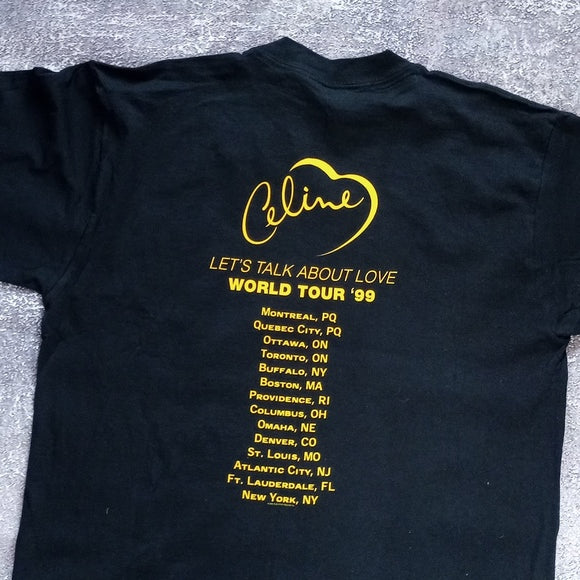 Celine
LET'S TALK ABOUT LOVE
WORLD TOUR '99
MONTREAL, PQ
QUEBEC CITY, PQ
OTTAWA, ON
TORONTO, ON
BUFFALO, NY
BOSTON, MA
PROVIDENCE, RI
COLUMBUS, OH
OMAHA, NE
DENVER, CO
ST. LOUIS, MO
ATLANTIC CITY, NJ
FT. LAUDERDALE, FL
NEW YORK, NY